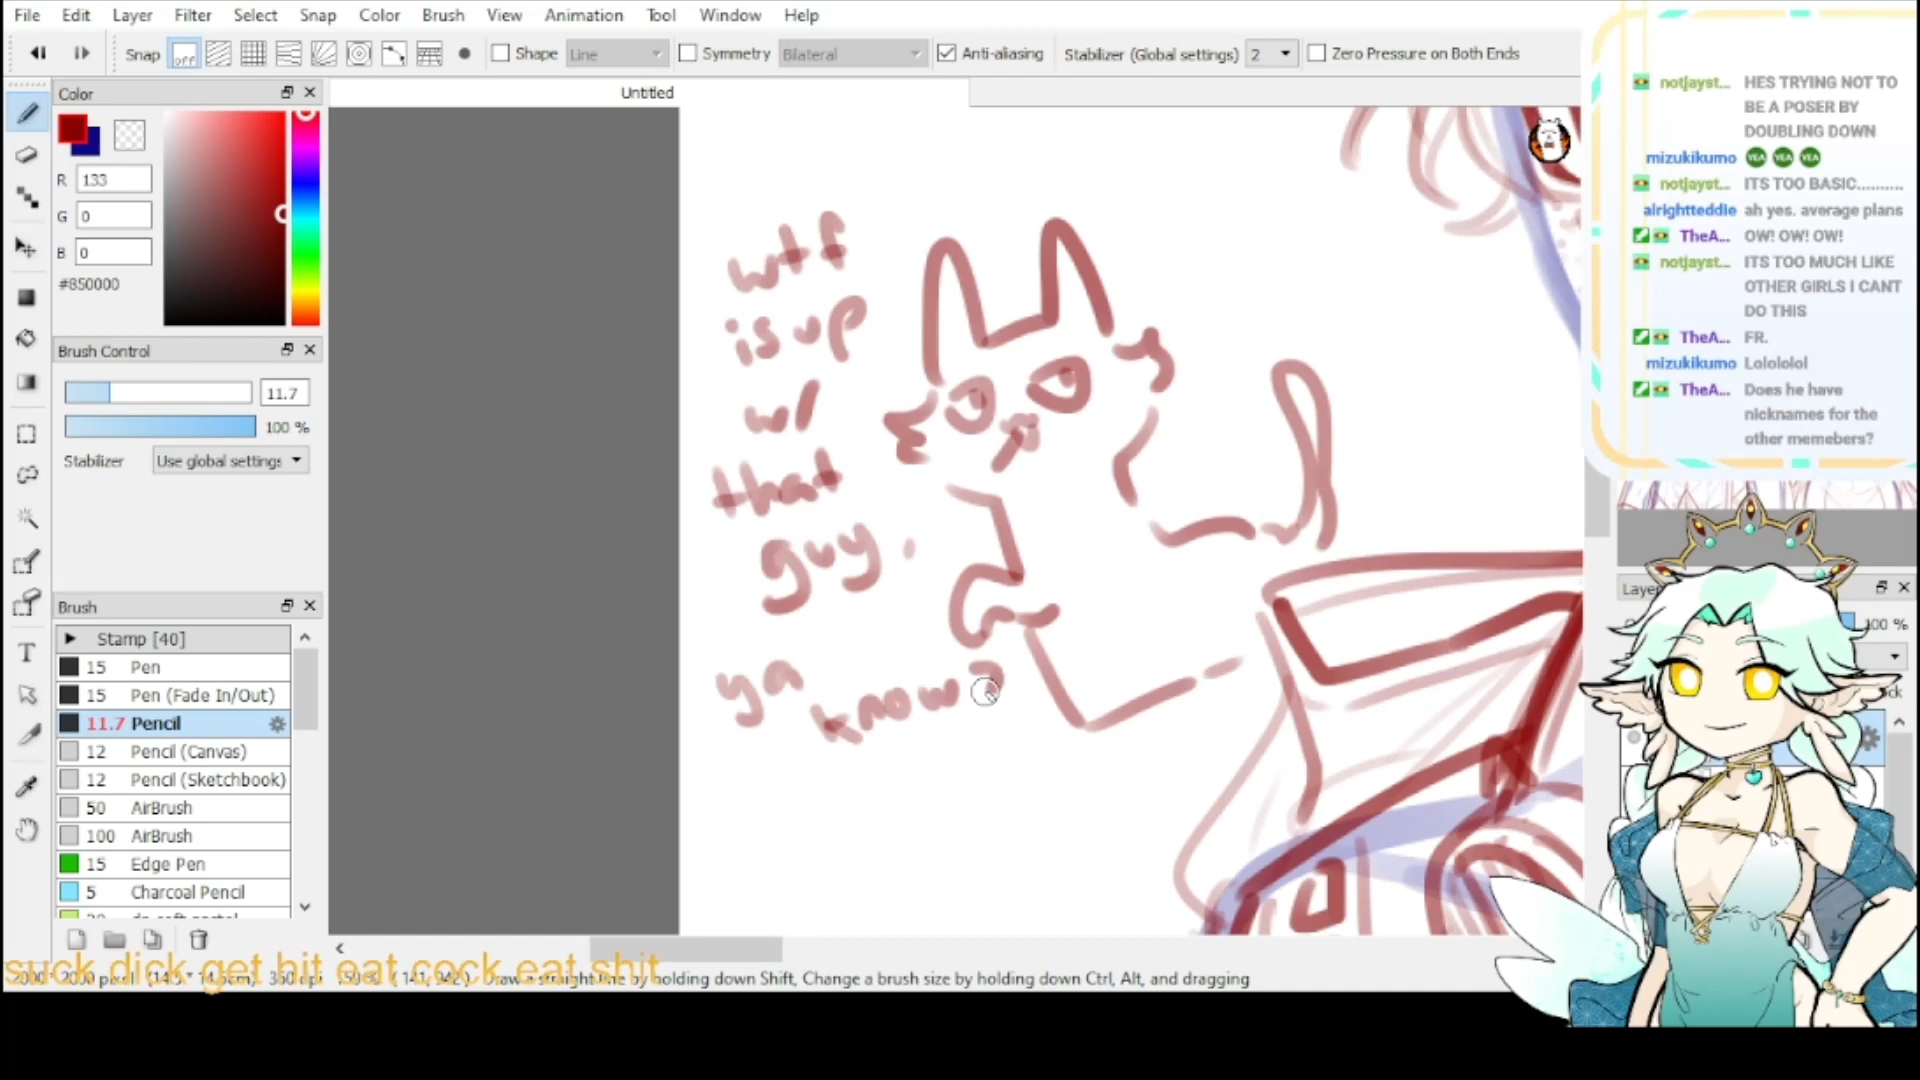 File Edit Layer Filter Select Snap Color Brush View Animation Tool Window Help
Snap off Shape Line Symmetry Bilateral Anti-aliasing Stabilizer (Global settings) 2 Zero Pressure on Both Ends
Color
Untitled
R 133
G 0
B 0
#850000
Brush Control
11.7
100 %
Stabilizer Use global settings
Brush
Stamp [40]
15 Pen
15 Pen (Fade In/Out)
11.7 Pencil
12 Pencil (Canvas)
12 Pencil (Sketchbook)
50 AirBrush
100 AirBrush
15 Edge Pen
5 Charcoal Pencil
wtf
is up
w/
that
guy.
ya
know?
notjayst... HES TRYING NOT TO
BE A POSER BY
DOUBLING DOWN
mizukikumo YEA YEA YEA
notjayst... ITS TOO BASIC..........
alrightteddie ah yes. average plans
TheA... OW! OW! OW!
notjayst... ITS TOO MUCH LIKE
OTHER GIRLS I CANT
DO THIS
TheA... FR.
mizukikumo Lolololol
TheA... Does he have
nicknames for the
other memebers?
100 %
suck dick get hit eat cock eat shit
holding down Shift, Change a brush size by holding down Ctrl, Alt, and dragging